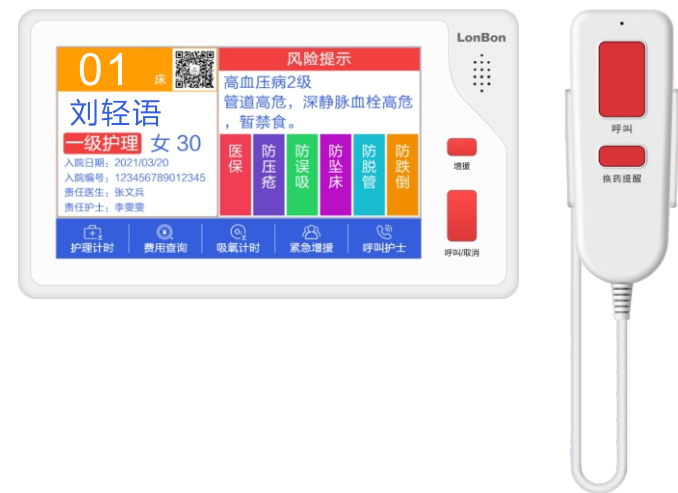 LonBon
01 床
刘轻语
一级护理 女 30
入院日期：2021/03/20
入院编号：123456789012345
责任医生：张文兵
责任护士：李雯雯
风险提示
高血压病2级
管道高危，深静脉血栓高危
，暂禁食。
医保
防压疮
防误吸
防坠床
防脱管
防跌倒
护理计时
费用查询
吸氧计时
紧急增援
呼叫护士
增援
呼叫/取消
呼叫
换药提醒